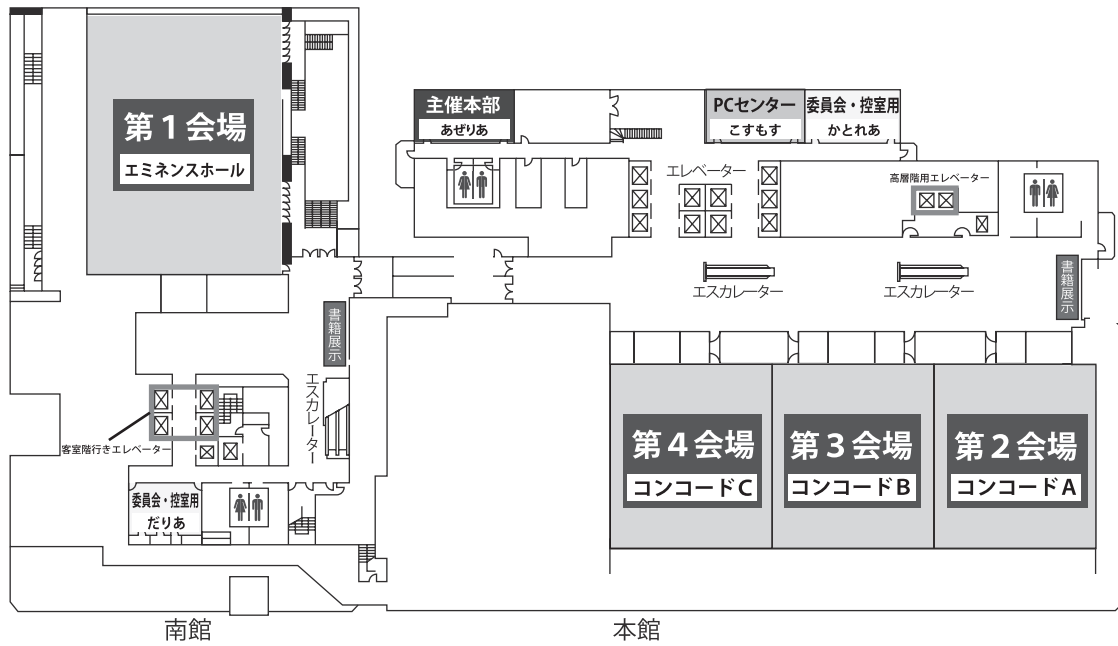 第１会場
エミネンスホール
主催本部
あぜりあ
PCセンター
こすもす
委員会・控室用
かとれあ
エレベーター
高層階用エレベーター
エスカレーター
エスカレーター
書籍展示
書籍展示
エスカレーター
客室階行きエレベーター
委員会・控室用
だりあ
第４会場
コンコードC
第３会場
コンコードB
第２会場
コンコードA
南館
本館